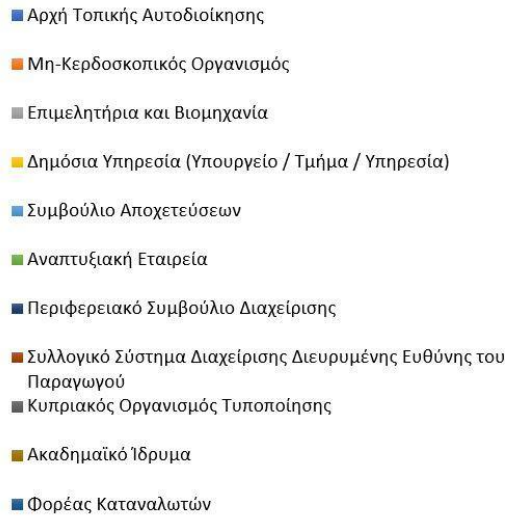 Αρχή Τοπικής Αυτοδιοίκησης
Μη-Κερδοσκοπικός Οργανισμός
Επιμελητήρια και Βιομηχανία
Δημόσια Υπηρεσία (Υπουργείο / Τμήμα / Υπηρεσία)
Συμβούλιο Αποχετεύσεων
Αναπτυξιακή Εταιρεία
Περιφερειακό Συμβούλιο Διαχείρισης
Συλλογικό Σύστημα Διαχείρισης Διευρυμένης Ευθύνης του
Παραγωγού
Κυπριακός Οργανισμός Τυποποίησης
Ακαδημαϊκό Ίδρυμα
Φορέας Καταναλωτών